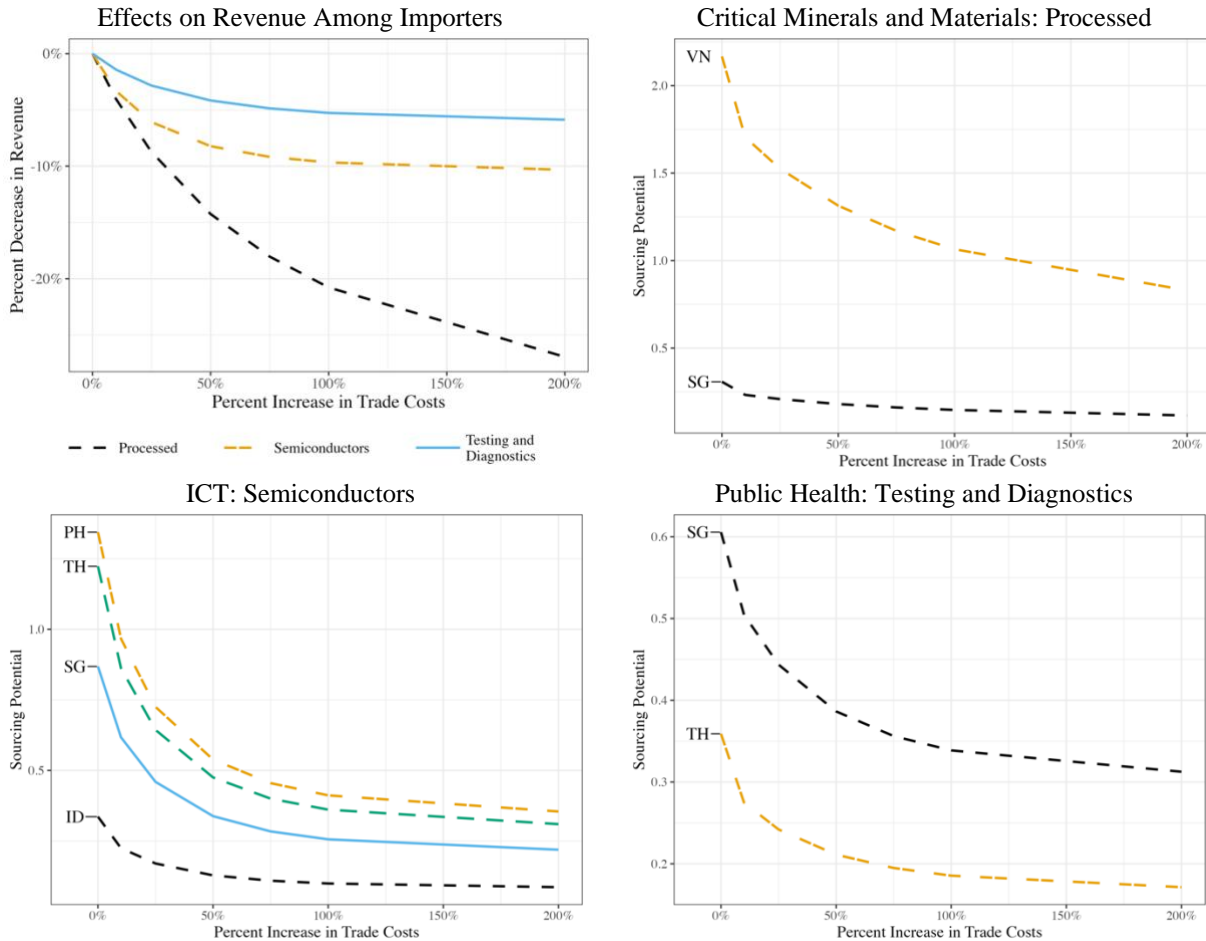 Effects on Revenue Among Importers
0%
-10%
-20%
Percent Decrease in Revenue
0%
50%
100%
150%
200%
Percent Increase in Trade Costs
Processed
Semiconductors
Testing and
Diagnostics
Critical Minerals and Materials: Processed
VN
SG
2.0
1.5
1.0
0.5
Sourcing Potential
0%
50%
100%
150%
200%
Percent Increase in Trade Costs
ICT: Semiconductors
PH
TH
SG
ID
1.0
0.5
Sourcing Potential
0%
50%
100%
150%
200%
Percent Increase in Trade Costs
Public Health: Testing and Diagnostics
SG
TH
0.6
0.5
0.4
0.3
0.2
Sourcing Potential
0%
50%
100%
150%
200%
Percent Increase in Trade Costs